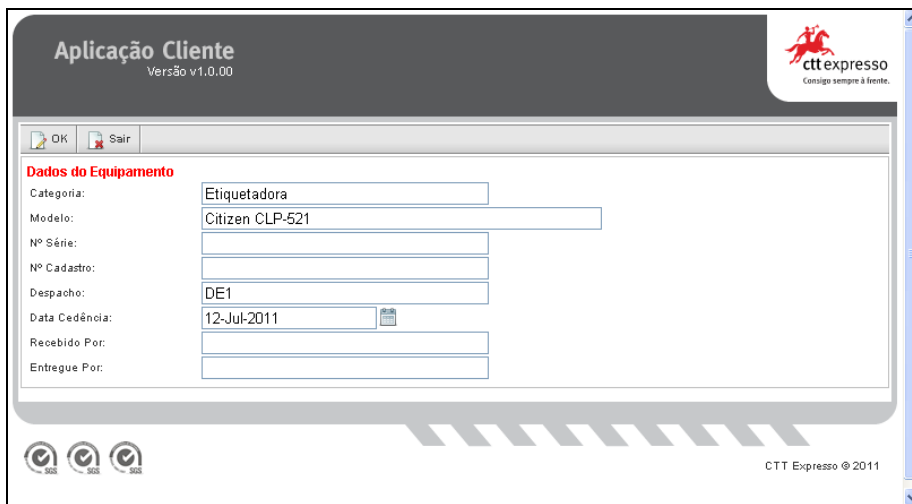 Aplicação Cliente
Versão v1.0.00
ctt expresso
Consigo sempre à frente.
OK Sair
Dados do Equipamento
Categoria: Etiquetadora
Modelo: Citizen CLP-521
Nº Série:
Nº Cadastro:
Despacho: DE1
Data Cedência: 12-Jul-2011
Recebido Por:
Entregue Por:
SGS SGS SGS
CTT Expresso @ 2011